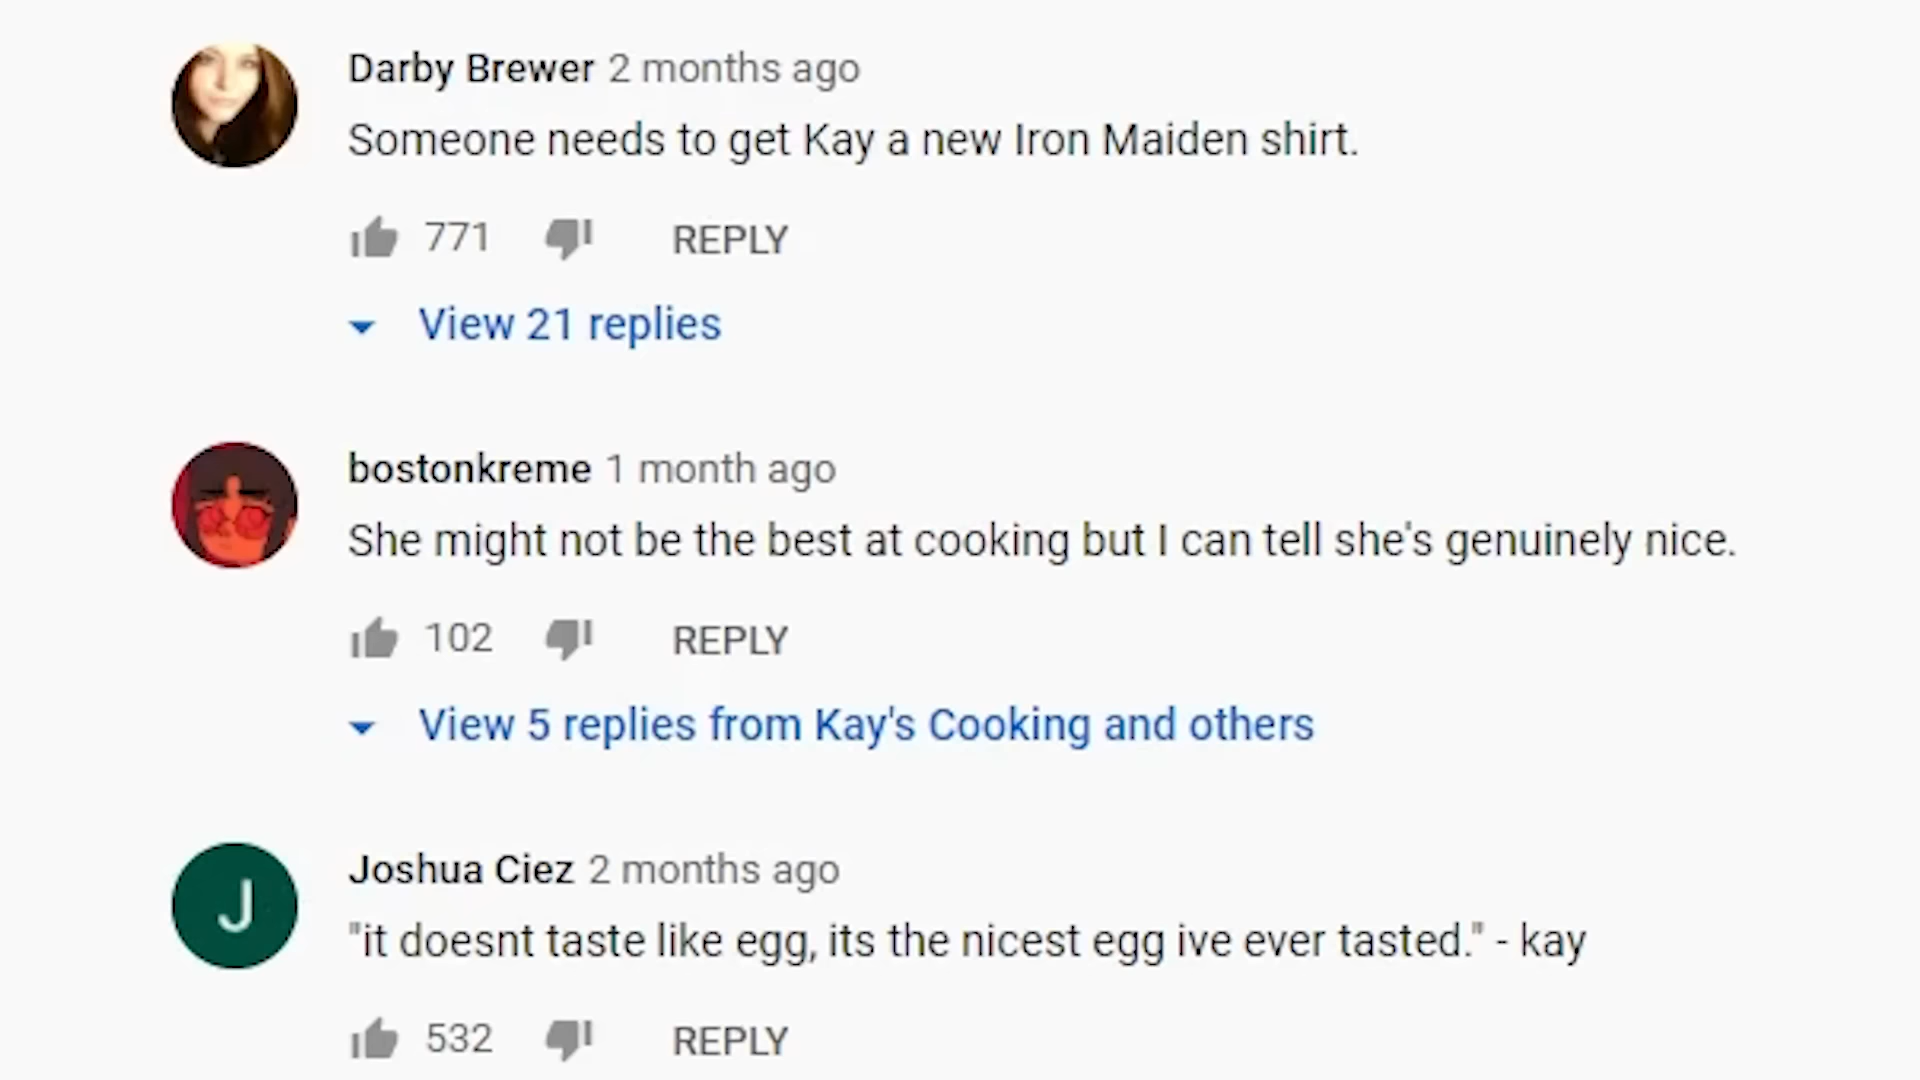 Darby Brewer 2 months ago
Someone needs to get Kay a new Iron Maiden shirt.
771 REPLY
View 21 replies
bostonkreme 1 month ago
She might not be the best at cooking but I can tell she's genuinely nice.
102 REPLY
View 5 replies from Kay's Cooking and others
J
Joshua Ciez 2 months ago
"it doesnt taste like egg, its the nicest egg ive ever tasted." - kay
532 REPLY